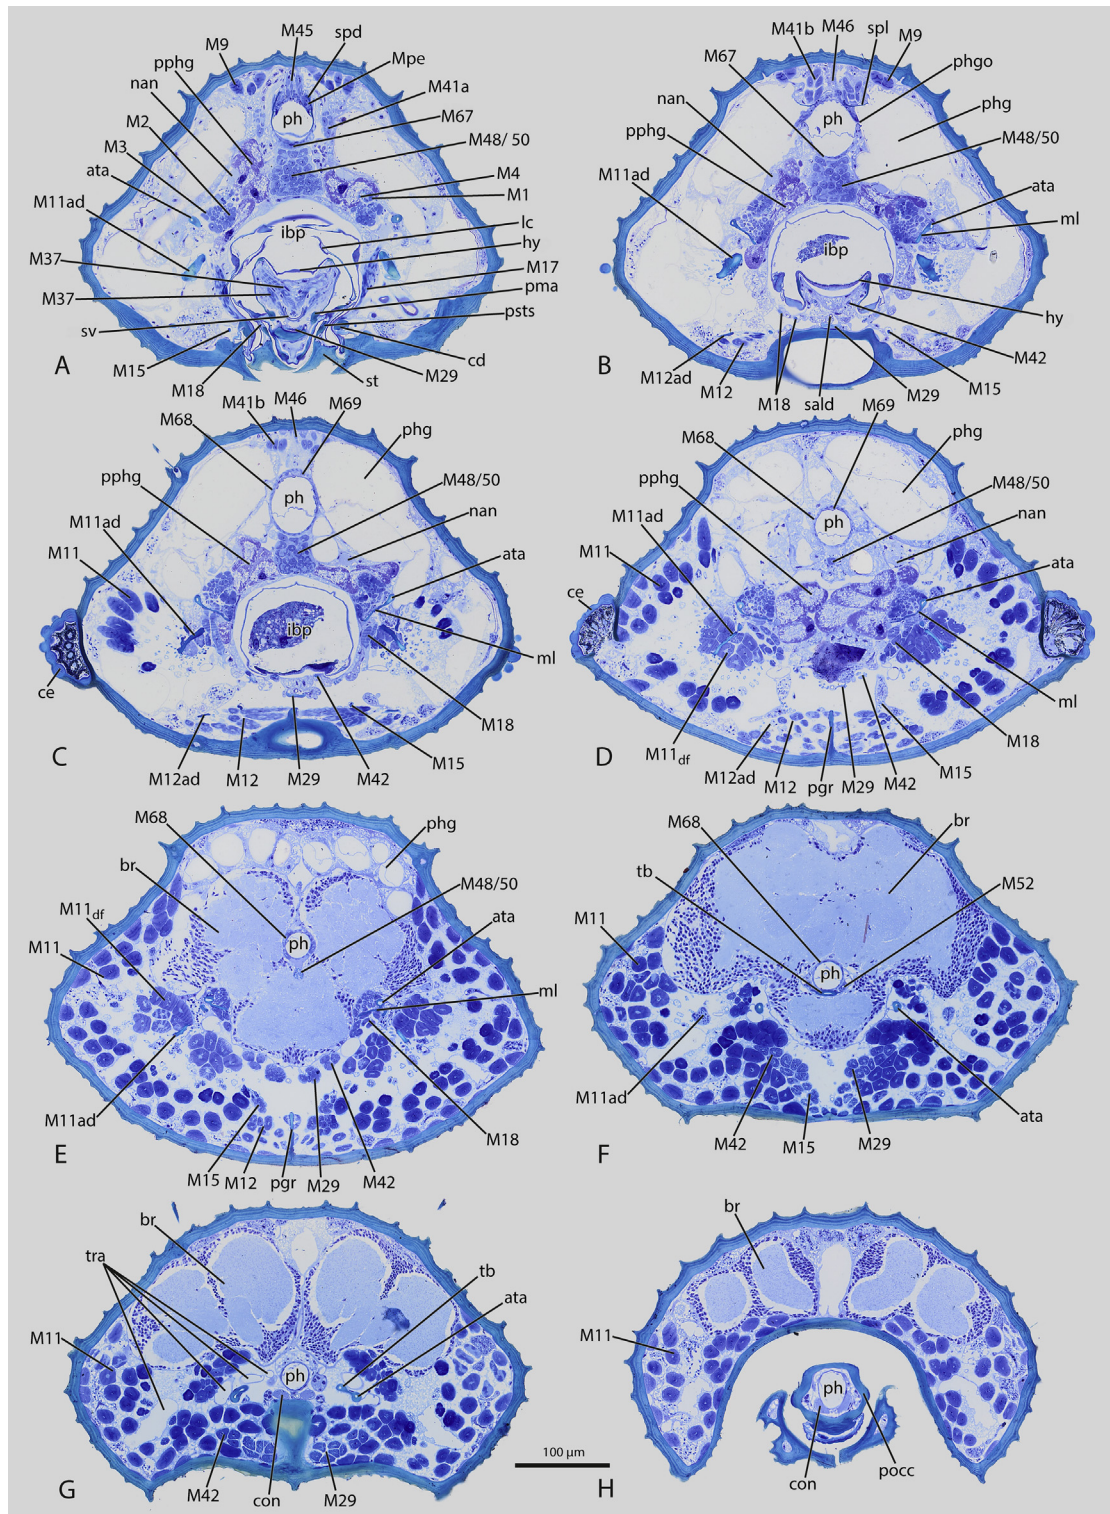 M45
spd
M9
Mpe
pphg
nan
M41a
M2
ph
M67
M3
M48/ 50
ata
M4
M11ad
M1
ibp
lc
M37
hy
M17
M37
pma
sv
psts
A
M15
cd
M18
st
M29
M41b
M46
spl
M9
M67
phgo
nan
ph
phg
pphg
M48/50
M11ad
ata
ml
ibp
hy
B
M12ad
M42
M12
M18
sald
M29
M15
M41b
M46
M69
M68
phg
pphg
M48/50
ph
nan
M11ad
M11
ata
ibp
ml
ce
M18
C
M12ad
M12
M29
M42
M15
M69
M68
phg
pphg
M48/50
M11ad
ph
nan
M11
ata
ce
ml
M18
D
M11df
M12ad
M12
pgr
M29
M42
M15
M68
phg
br
M48/50
M11df
ata
M11
ph
ml
M11ad
M18
E
M15
M12
pgr
M29
M42
M68
br
tb
M52
M11
ph
M11ad
ata
F
M42
M15
M29
br
tra
tb
ata
M11
ph
G
M42
con
M29
100 µm
br
M11
ph
H
con
pocc